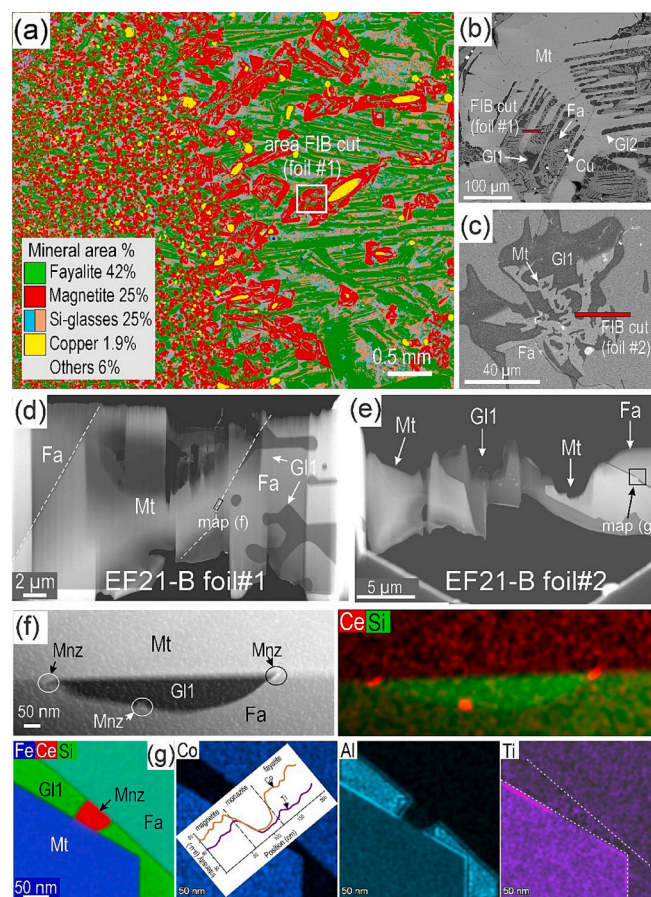 (a)
area FIB cut
(foil #1)
Mineral area %
Fayalite 42%
Magnetite 25%
Si-glasses 25%
Copper 1.9%
Others 6%
0.5 mm
(b)
Mt
FIB cut
(foil #1)
Fa
Gl1
Cu
Gl2
100 µm
(c)
Mt
Gl1
FIB cut
(foil #2)
Fa
40 µm
(d)
Fa
Mt
Fa
Gl1
map (f)
2 µm
EF21-B foil#1
(e)
Mt
Gl1
Mt
Fa
map (g
5 µm
EF21-B foil#2
(f)
Mt
Mnz
Mnz
Gl1
Mnz
Fa
50 nm
Ce Si
Fe Ce Si
(g)
Gl1
Mnz
Fa
Mt
50 nm
Co
magnetite
monazite
fayalite
Co
Ti
Position (cm)
50 nm
Al
50 nm
Ti
50 nm